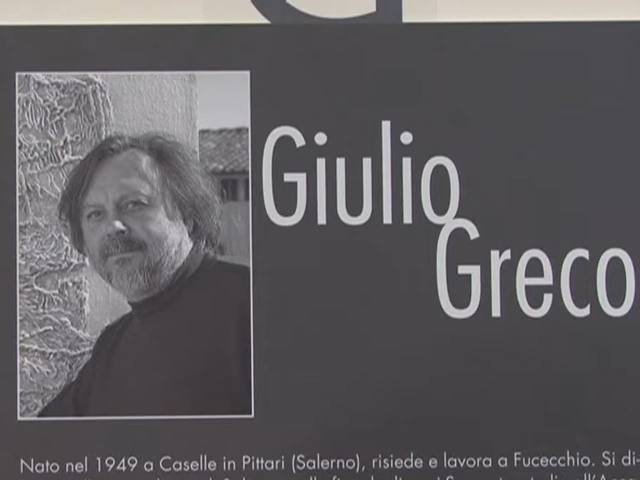 Giulio
Greco
Nato nel 1949 a Caselle in Pittari (Salerno), risiede e lavora a Fucecchio. Si di-